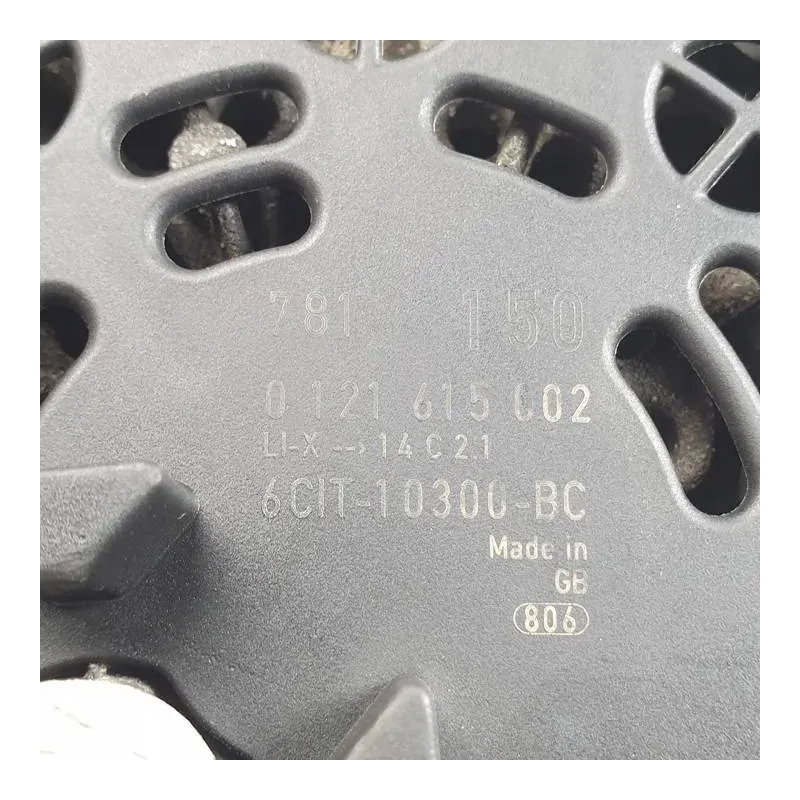 781 150
0 121 615 002
LI-X --> 14 C 2.1
6C1T-10300-BC
Made in
GB
806